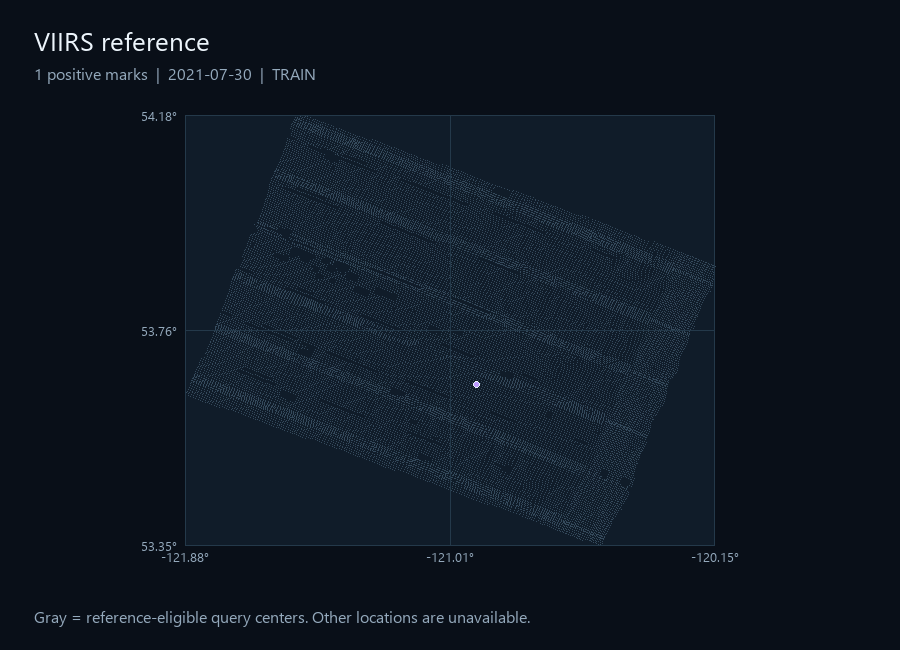 VIIRS reference
1 positive marks | 2021-07-30 | TRAIN
54.18°
53.76°
53.35°
-121.88°
-121.01°
-120.15°
Gray = reference-eligible query centers. Other locations are unavailable.